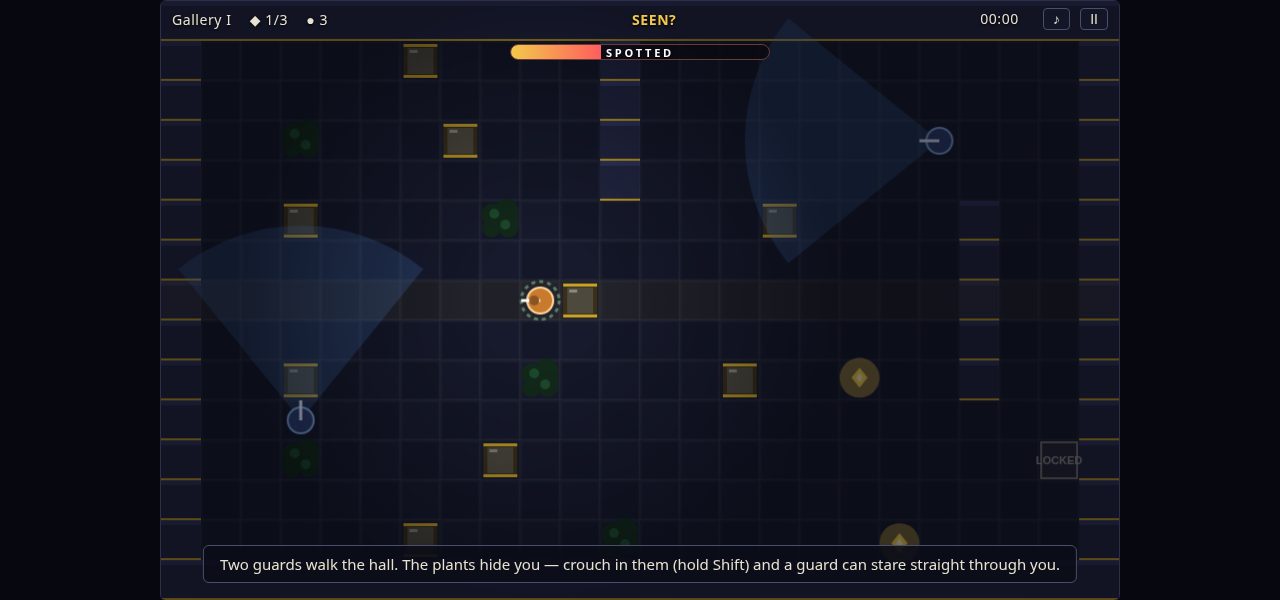 Gallery I ◆ 1/3 ● 3 SEEN? 00:00
SPOTTED
LOCKED
Two guards walk the hall. The plants hide you — crouch in them (hold Shift) and a guard can stare straight through you.